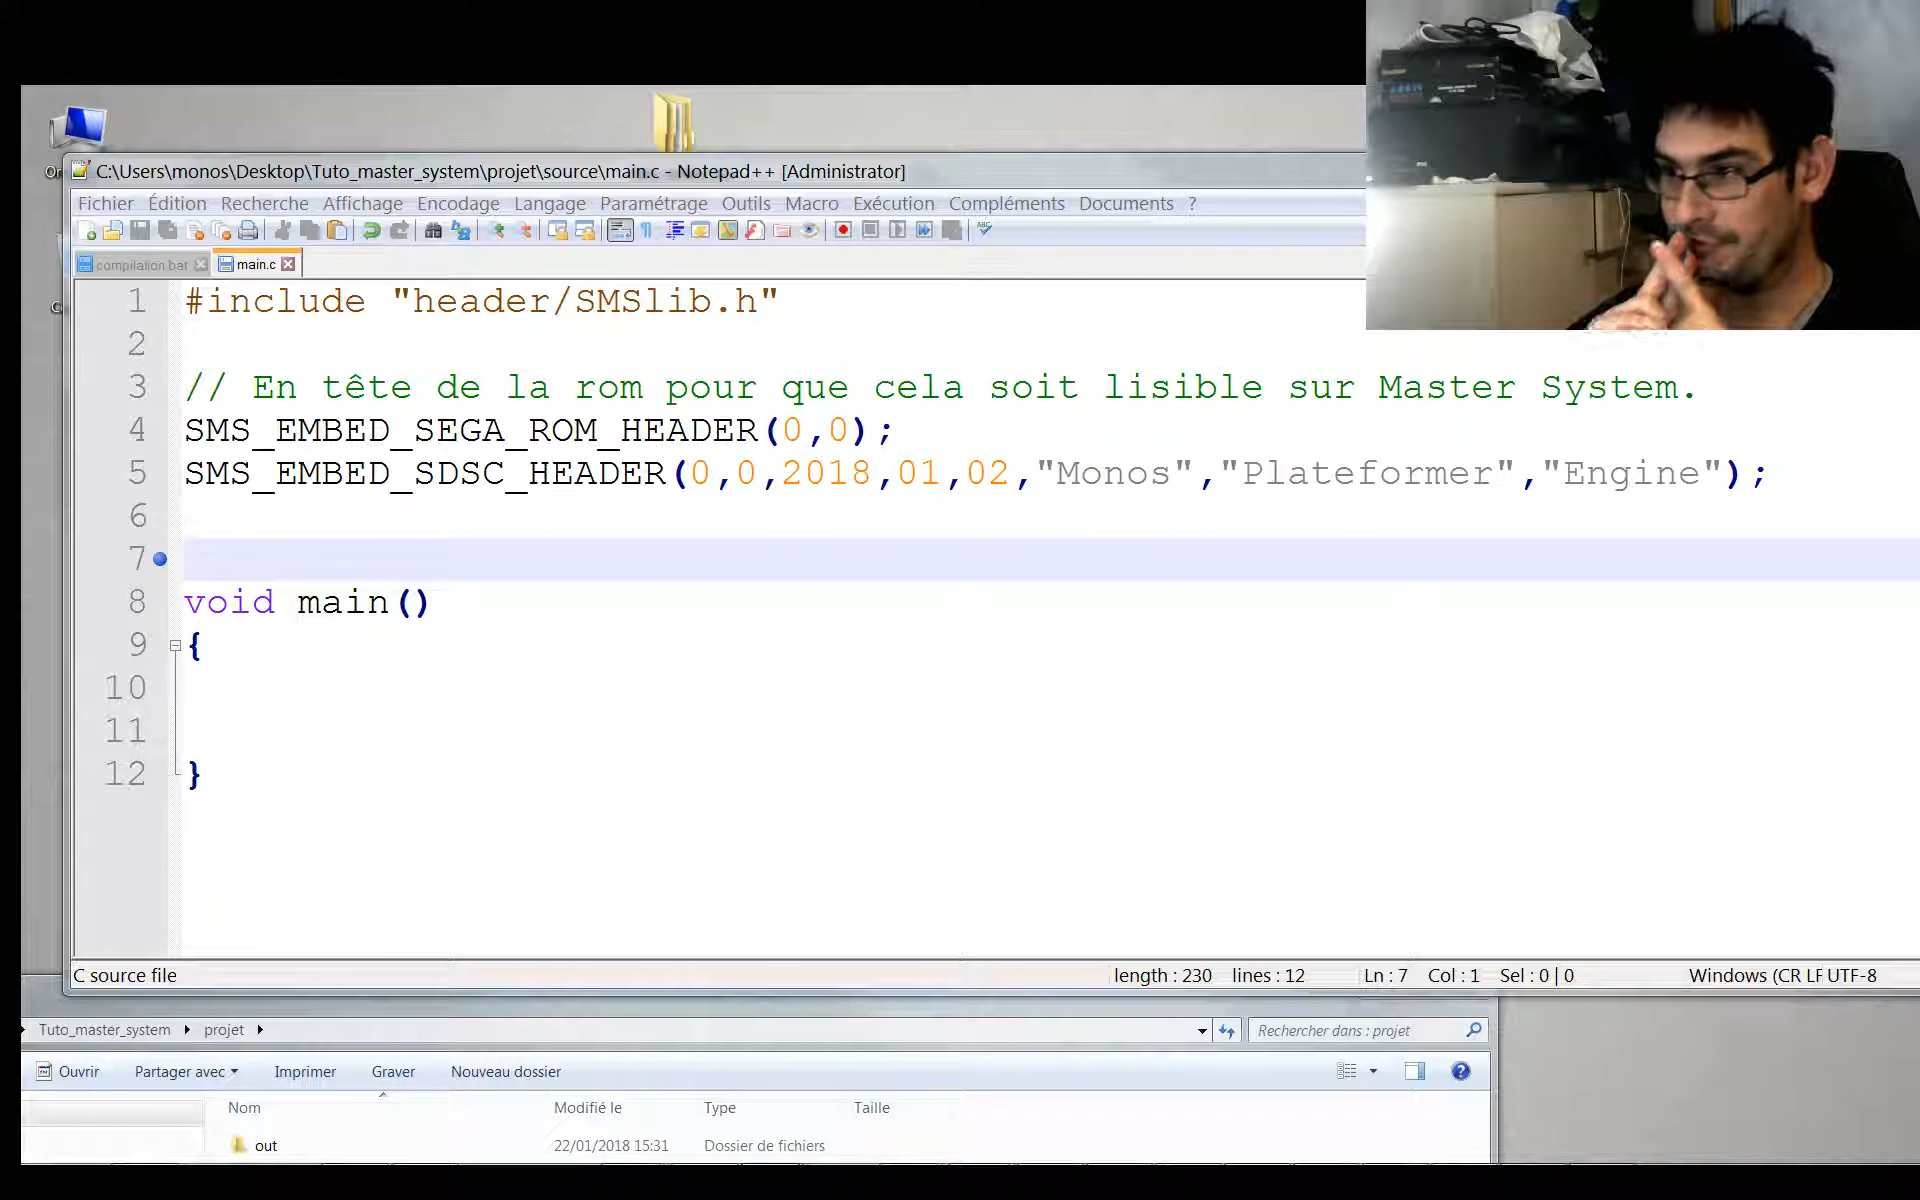 C:\Users\monos\Desktop\Tuto_master_system\projet\source\main.c - Notepad++ [Administrator]
Fichier Édition Recherche Affichage Encodage Langage Paramétrage Outils Macro Exécution Compléments Documents ?
compilation bat main.c
1 #include "header/SMSlib.h"
2
3 // En tête de la rom pour que cela soit lisible sur Master System.
4 SMS_EMBED_SEGA_ROM_HEADER(0,0);
5 SMS_EMBED_SDSC_HEADER(0,0,2018,01,02,"Monos","Plateformer","Engine");
6
7
8 void main()
9 {
10
11
12 }
C source file length : 230 lines : 12 Ln : 7 Col : 1 Sel : 0 | 0 Windows (CR LF UTF-8
Tuto_master_system projet Rechercher dans : projet
Ouvrir Partager avec Imprimer Graver Nouveau dossier
Nom Modifié le Type Taille
out 22/01/2018 15:31 Dossier de fichiers